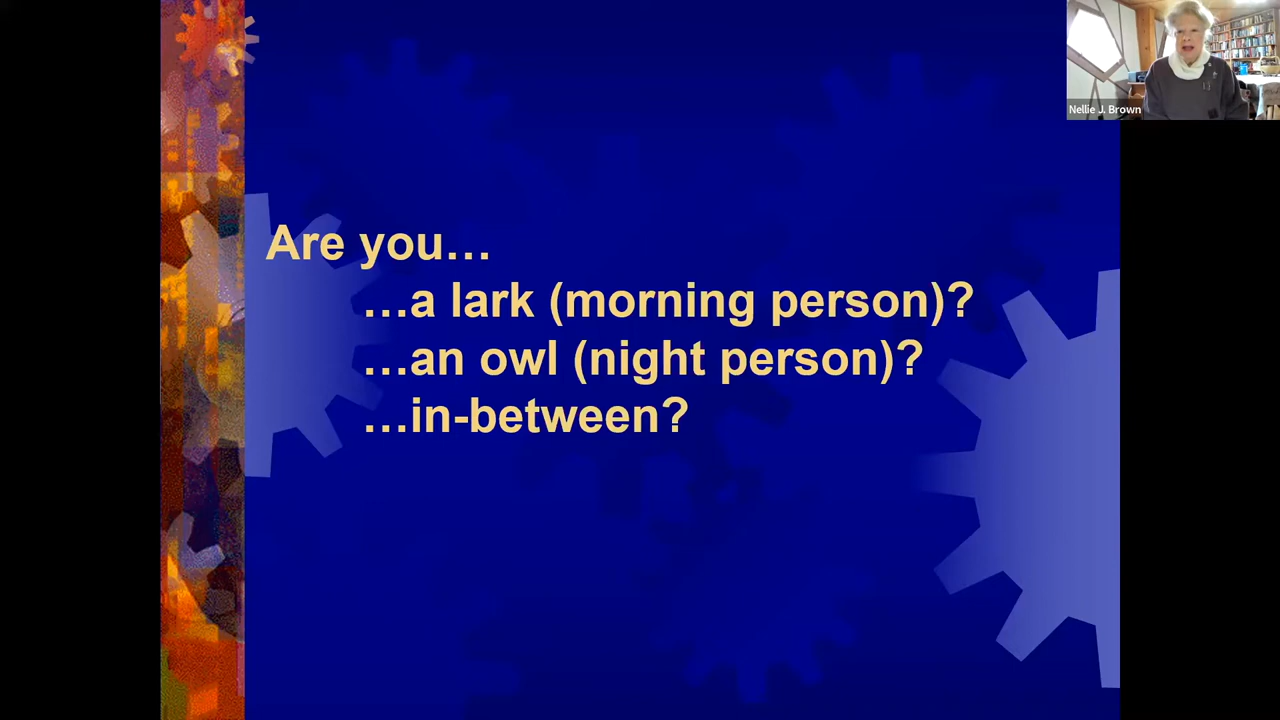 Are you…
…a lark (morning person)?
…an owl (night person)?
…in-between?
Nellie J. Brown